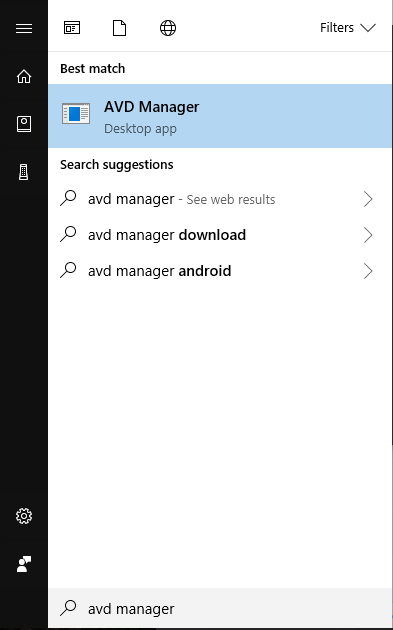 Filters
Best match
AVD Manager
Desktop app
Search suggestions
avd manager - See web results
avd manager download
avd manager android
avd manager